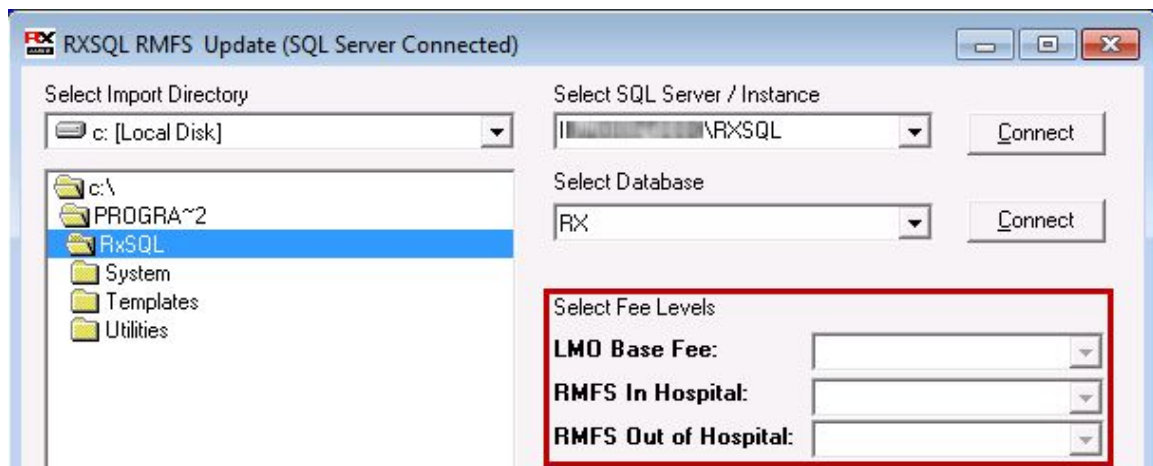 RX
RXSQL RMFS Update (SQL Server Connected)
Select Import Directory
c: [Local Disk]
c:\
PROGRA~2
RxSQL
System
Templates
Utilities
Select SQL Server / Instance
\RXSQL
Connect
Select Database
RX
Connect
Select Fee Levels
LMO Base Fee:
RMFS In Hospital:
RMFS Out of Hospital: